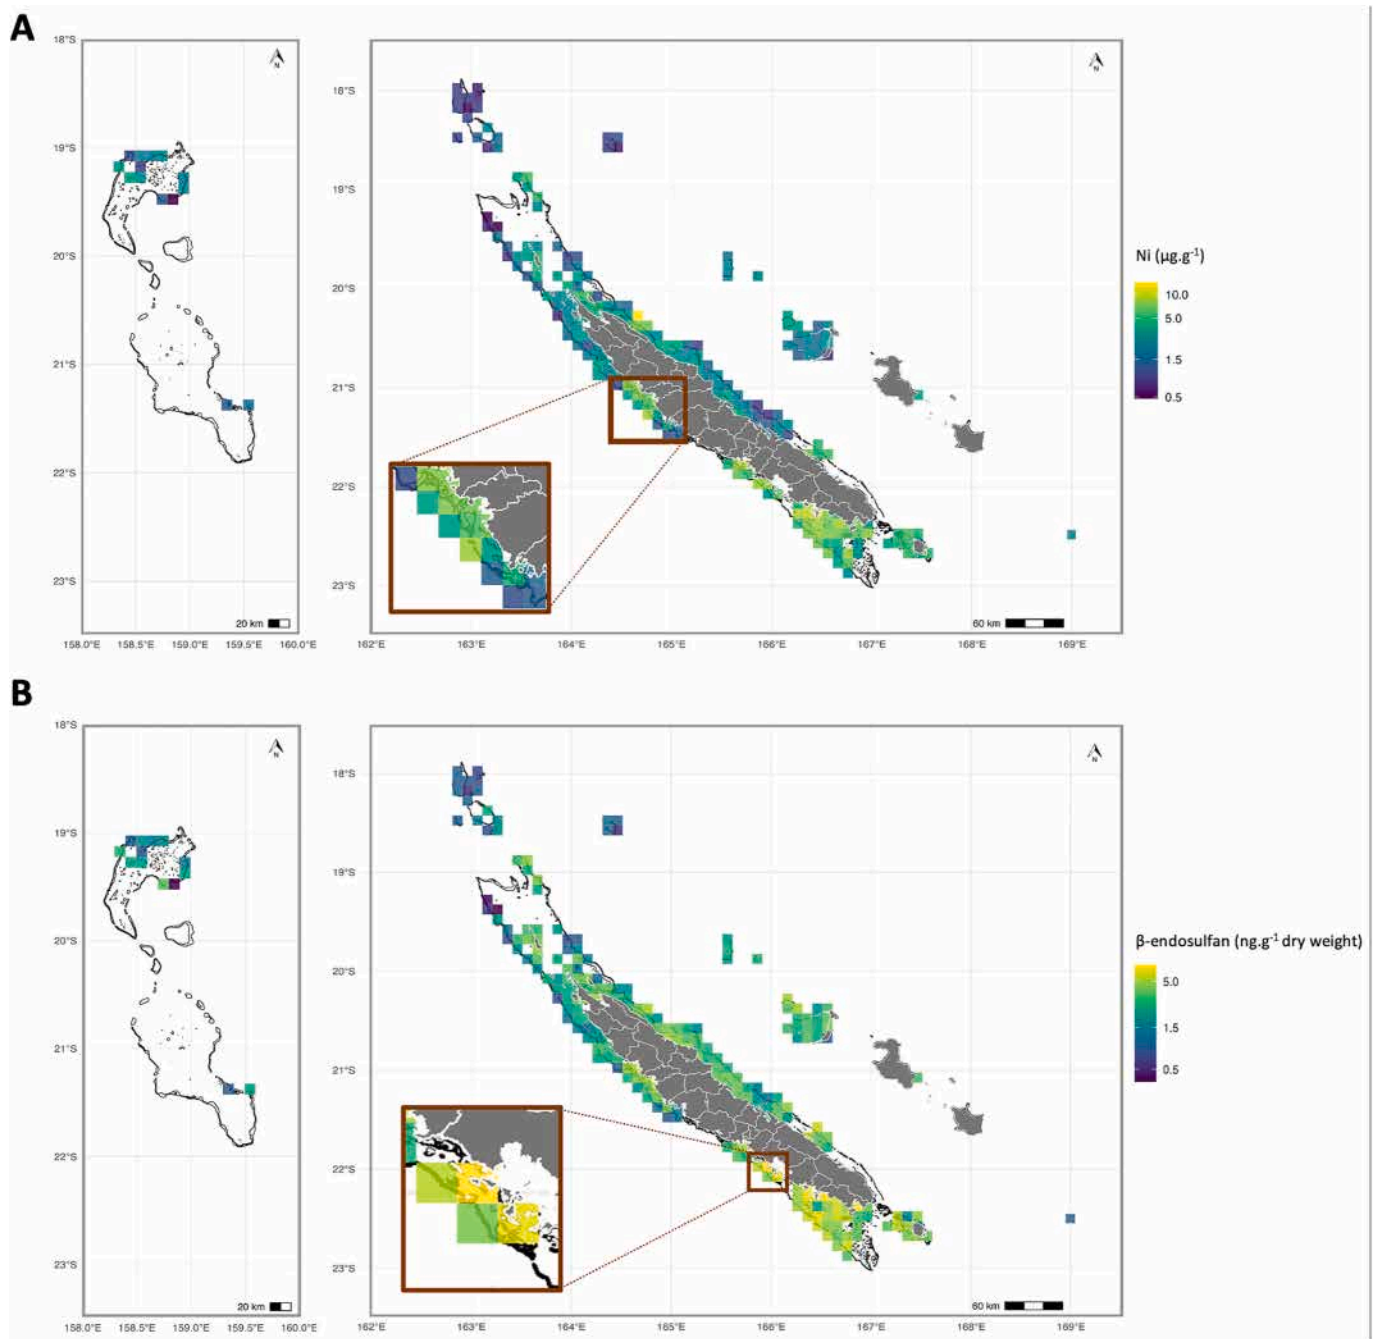 A
18°S
19°S
20°S
21°S
22°S
23°S
N
20 km
158.0°E 158.5°E 159.0°E 159.5°E 160.0°E
18°S
19°S
20°S
21°S
22°S
23°S
N
60 km
162°E 163°E 164°E 165°E 166°E 167°E 168°E 169°E
Ni (µg.g⁻¹)
10.0
5.0
1.5
0.5
B
18°S
19°S
20°S
21°S
22°S
23°S
N
20 km
158.0°E 158.5°E 159.0°E 159.5°E 160.0°E
18°S
19°S
20°S
21°S
22°S
23°S
N
60 km
162°E 163°E 164°E 165°E 166°E 167°E 168°E 169°E
β-endosulfan (ng.g⁻¹ dry weight)
5.0
1.5
0.5